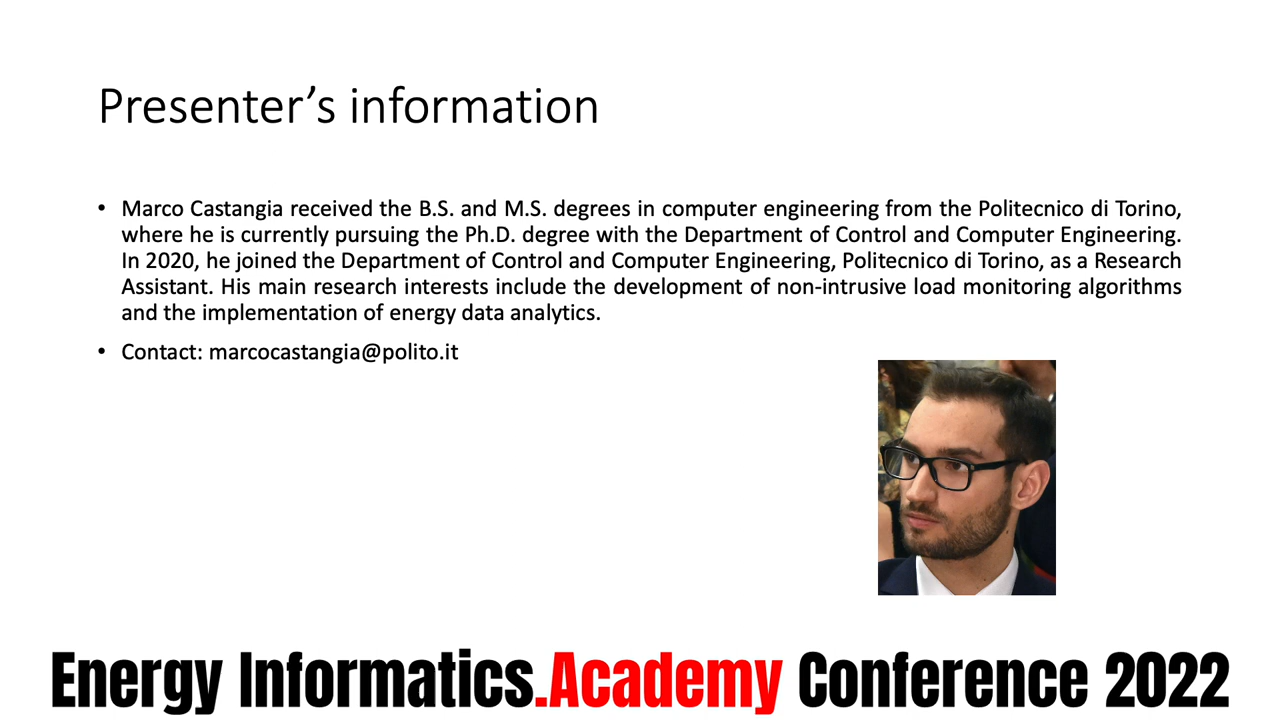 Presenter’s information
• Marco Castangia received the B.S. and M.S. degrees in computer engineering from the Politecnico di Torino,
where he is currently pursuing the Ph.D. degree with the Department of Control and Computer Engineering.
In 2020, he joined the Department of Control and Computer Engineering, Politecnico di Torino, as a Research
Assistant. His main research interests include the development of non-intrusive load monitoring algorithms
and the implementation of energy data analytics.
• Contact: marcocastangia@polito.it
Energy Informatics.Academy Conference 2022